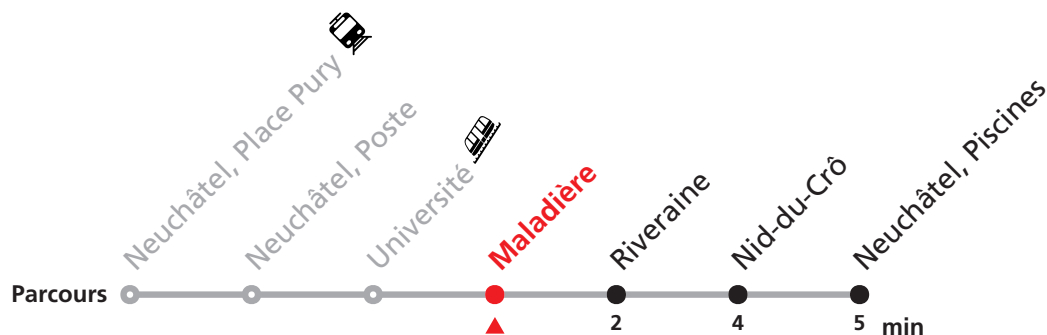 Neuchâtel, Place Pury
Neuchâtel, Poste
Université
Maladière
Riveraine
Nid-du-Crô
Neuchâtel, Piscines
Parcours
2 4 5 min